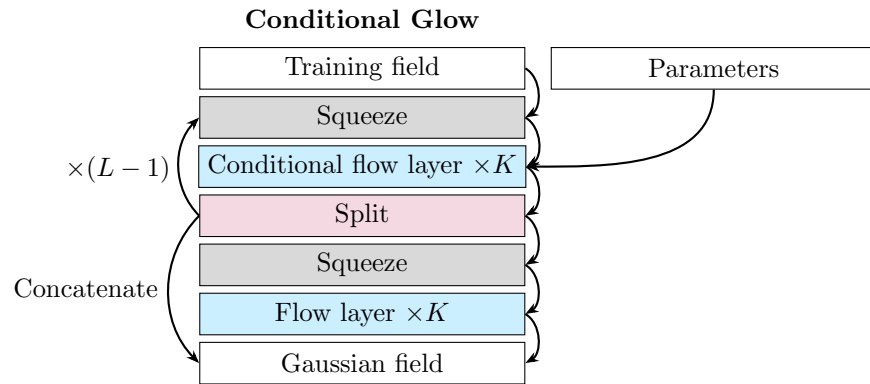 Conditional Glow
Training field
Parameters
Squeeze
×(L − 1)
Conditional flow layer ×K
Split
Squeeze
Concatenate
Flow layer ×K
Gaussian field